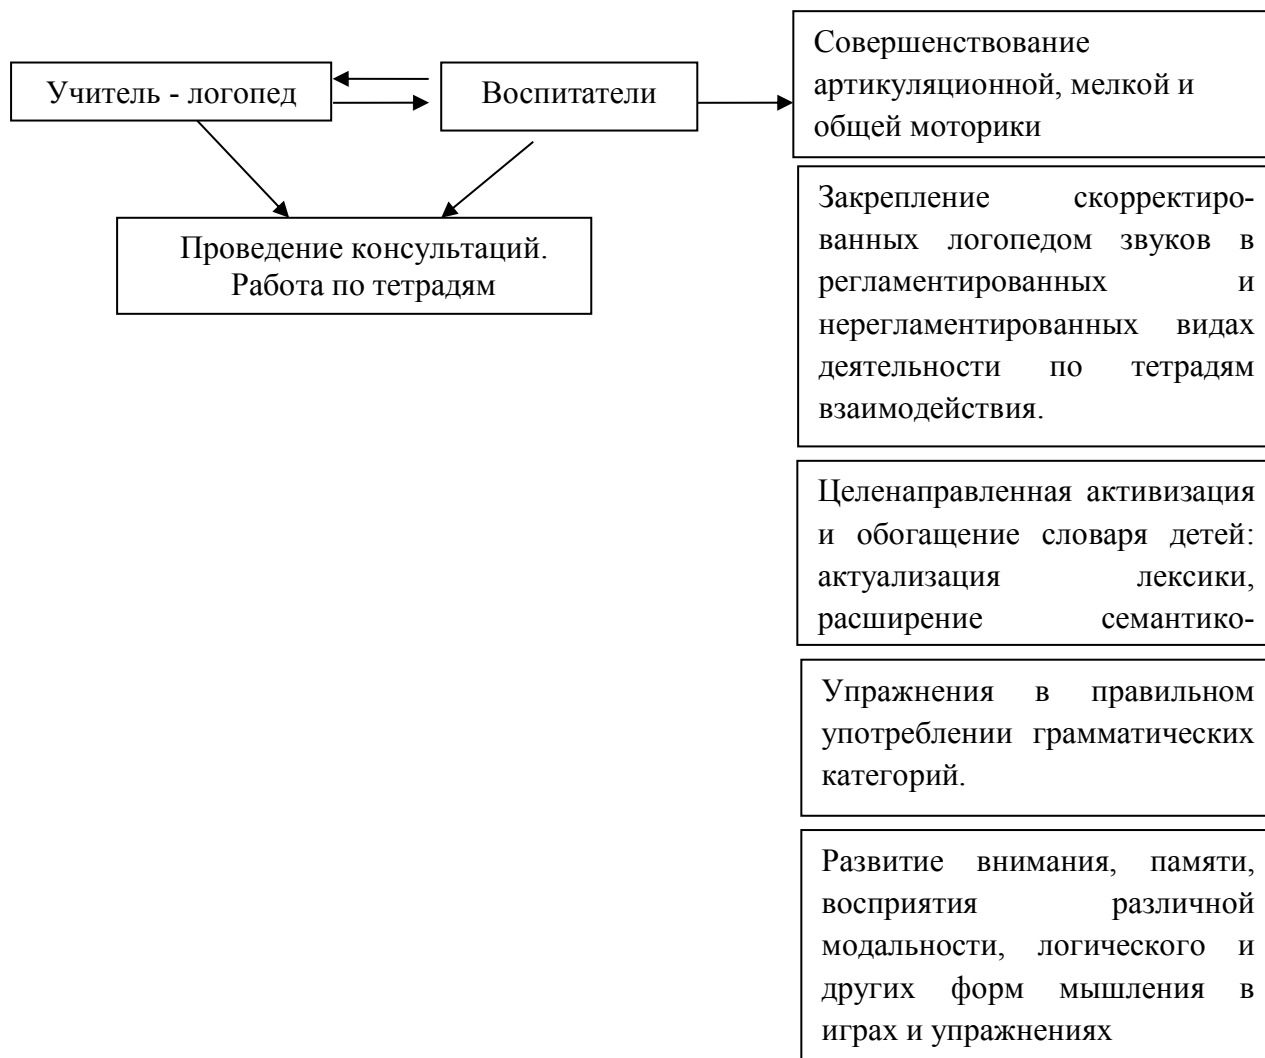 Учитель - логопед
Воспитатели
Проведение консультаций.
Работа по тетрадям
Совершенствование
артикуляционной, мелкой и
общей моторики
Закрепление скорректиро-
ванных логопедом звуков в
регламентированных и
нерегламентированных видах
деятельности по тетрадям
взаимодействия.
Целенаправленная активизация
и обогащение словаря детей:
актуализация лексики,
расширение семантико-
Упражнения в правильном
употреблении грамматических
категорий.
Развитие внимания, памяти,
восприятия различной
модальности, логического и
других форм мышления в
играх и упражнениях